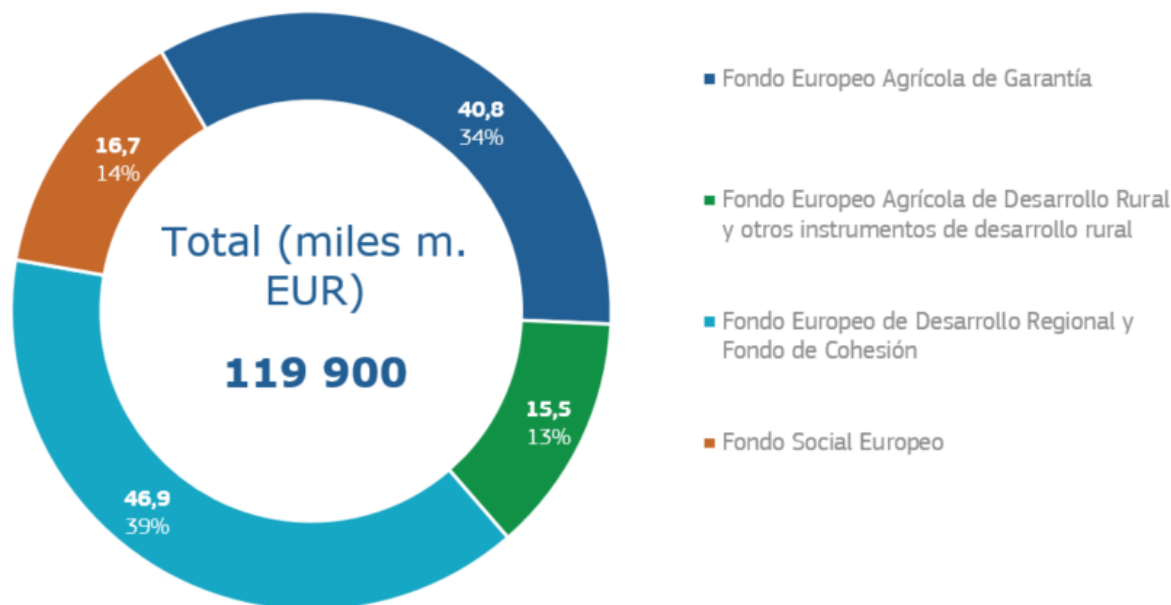 40,8
34%
16,7
14%
Total (miles m.
EUR)
119 900
15,5
13%
46,9
39%
Fondo Europeo Agrícola de Garantía
Fondo Europeo Agrícola de Desarrollo Rural
y otros instrumentos de desarrollo rural
Fondo Europeo de Desarrollo Regional y
Fondo de Cohesión
Fondo Social Europeo